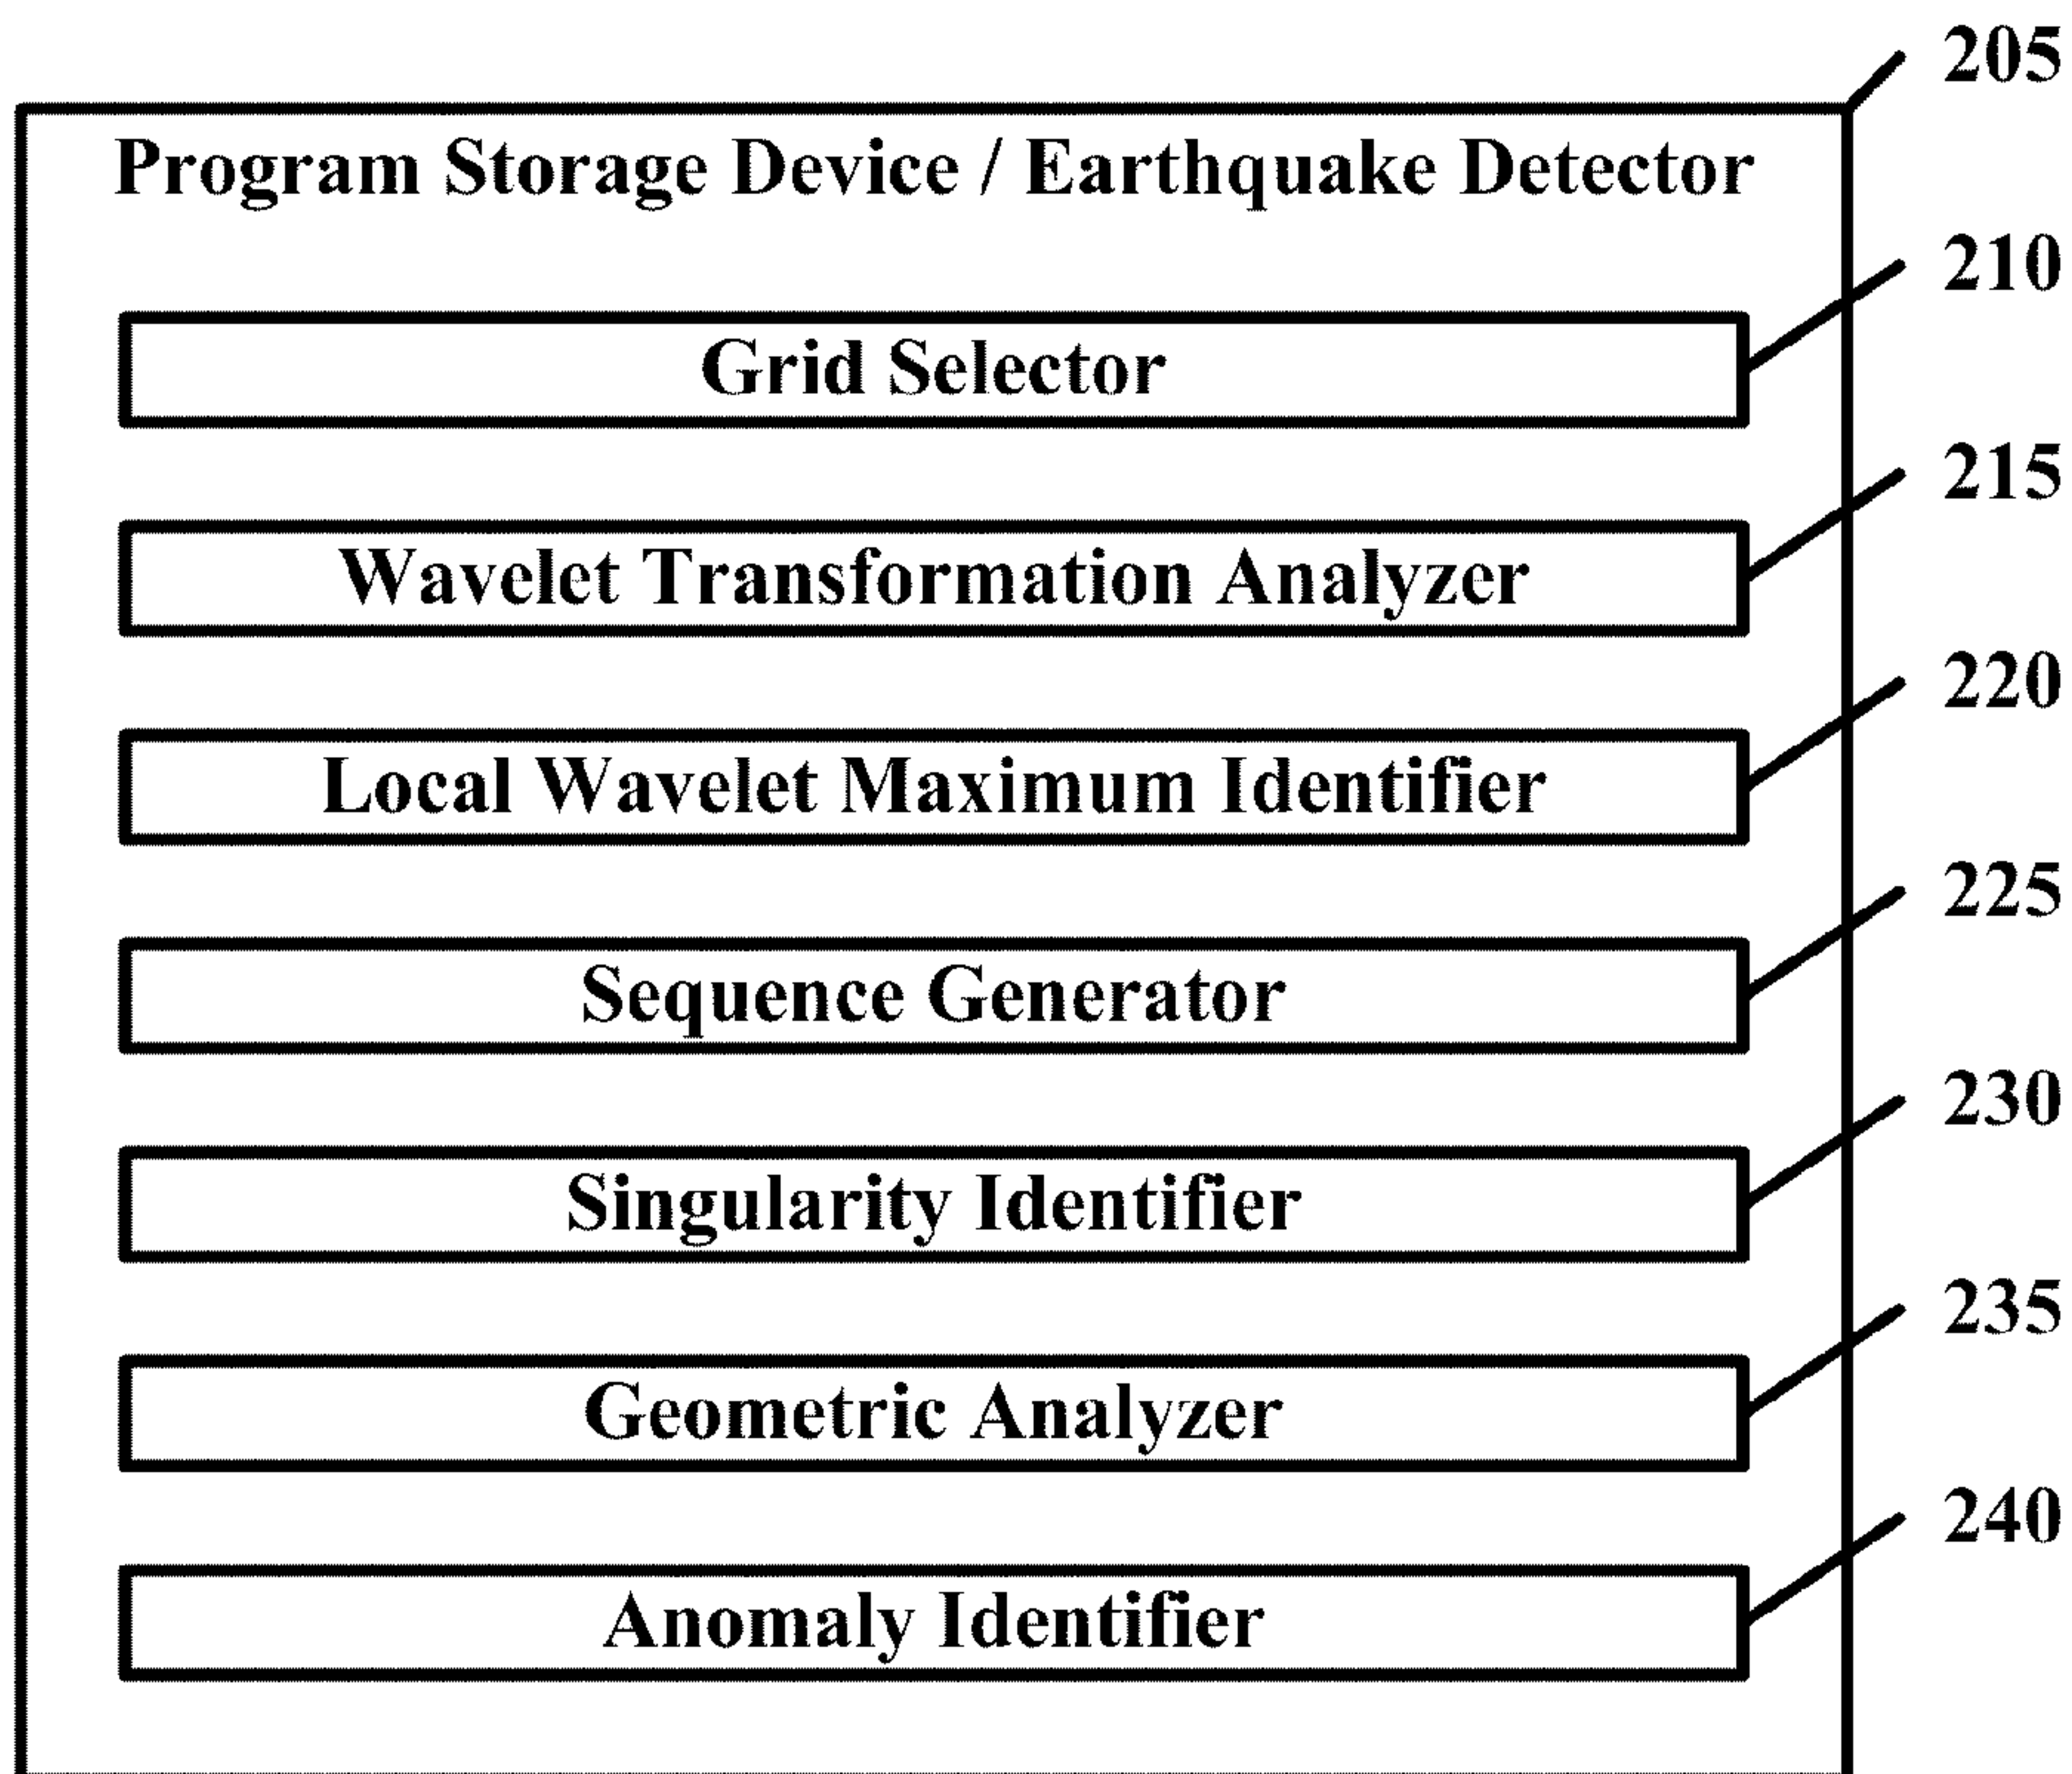 205
Program Storage Device / Earthquake Detector
210
Grid Selector
215
Wavelet Transformation Analyzer
220
Local Wavelet Maximum Identifier
225
Sequence Generator
230
Singularity Identifier
235
Geometric Analyzer
240
Anomaly Identifier